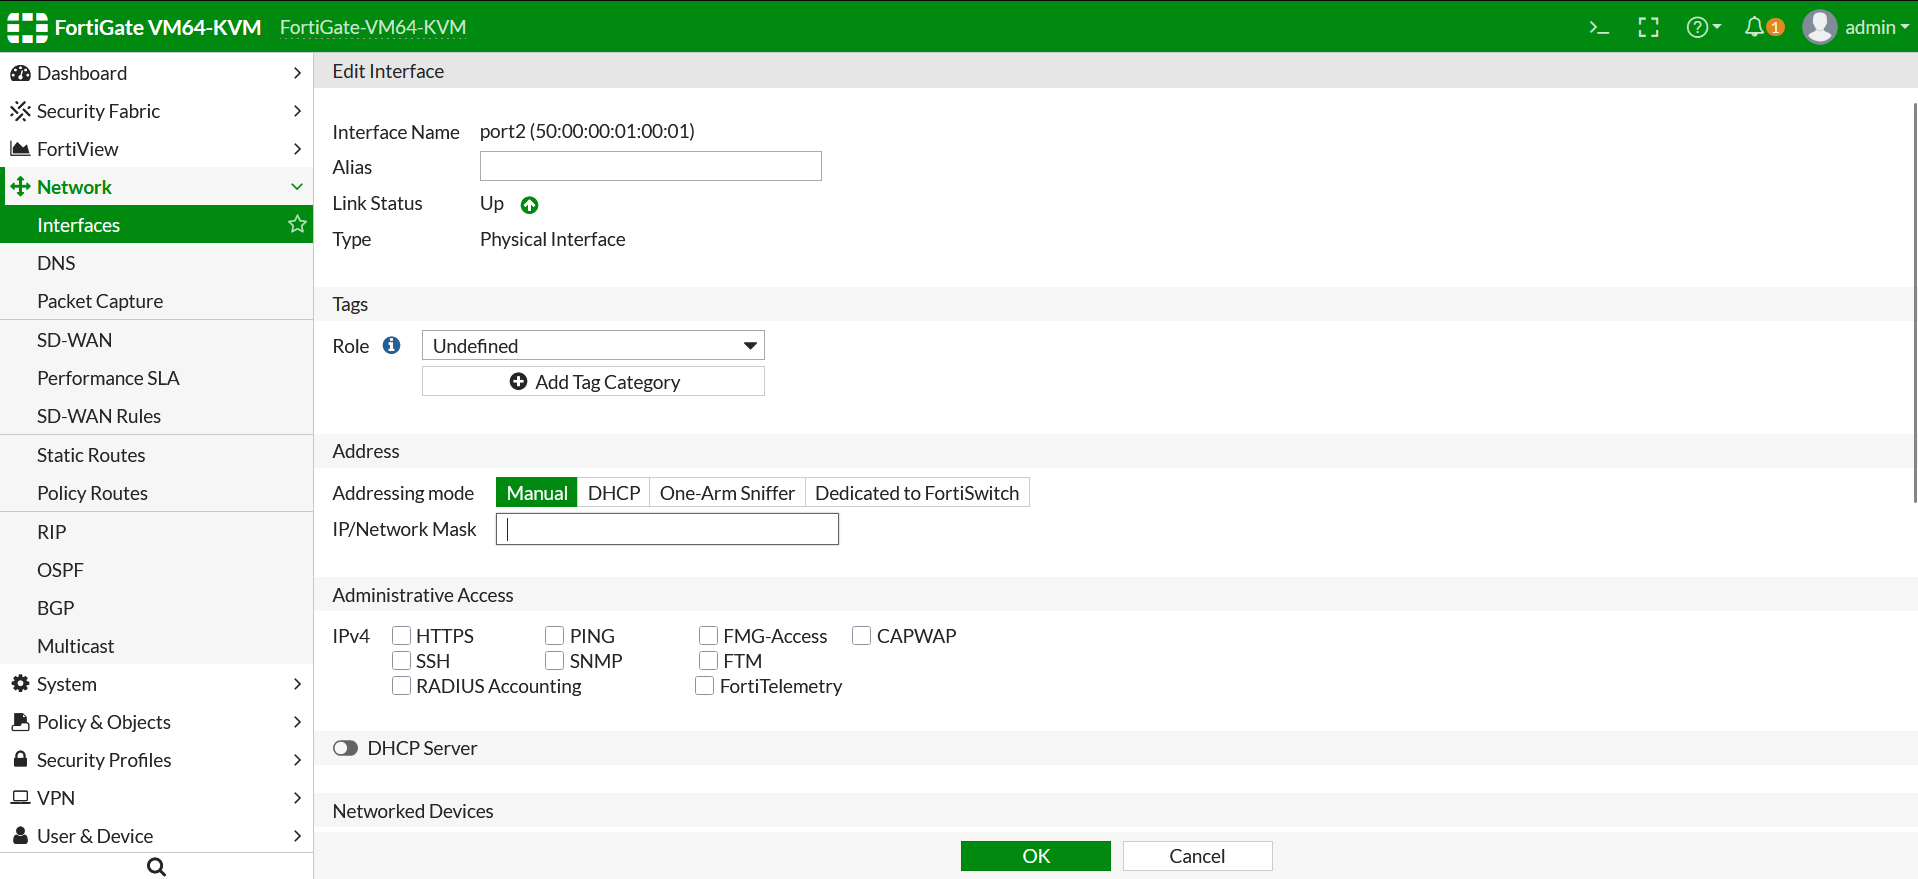 FortiGate VM64-KVM FortiGate-VM64-KVM >_ ? 1 admin
Dashboard
Security Fabric
FortiView
Network
Interfaces
DNS
Packet Capture
SD-WAN
Performance SLA
SD-WAN Rules
Static Routes
Policy Routes
RIP
OSPF
BGP
Multicast
System
Policy & Objects
Security Profiles
VPN
User & Device
Edit Interface
Interface Name port2 (50:00:00:01:00:01)
Alias
Link Status Up
Type Physical Interface
Tags
Role i Undefined
Add Tag Category
Address
Addressing mode Manual DHCP One-Arm Sniffer Dedicated to FortiSwitch
IP/Network Mask
Administrative Access
IPv4 HTTPS PING FMG-Access CAPWAP
SSH SNMP FTM
RADIUS Accounting FortiTelemetry
DHCP Server
Networked Devices
OK Cancel